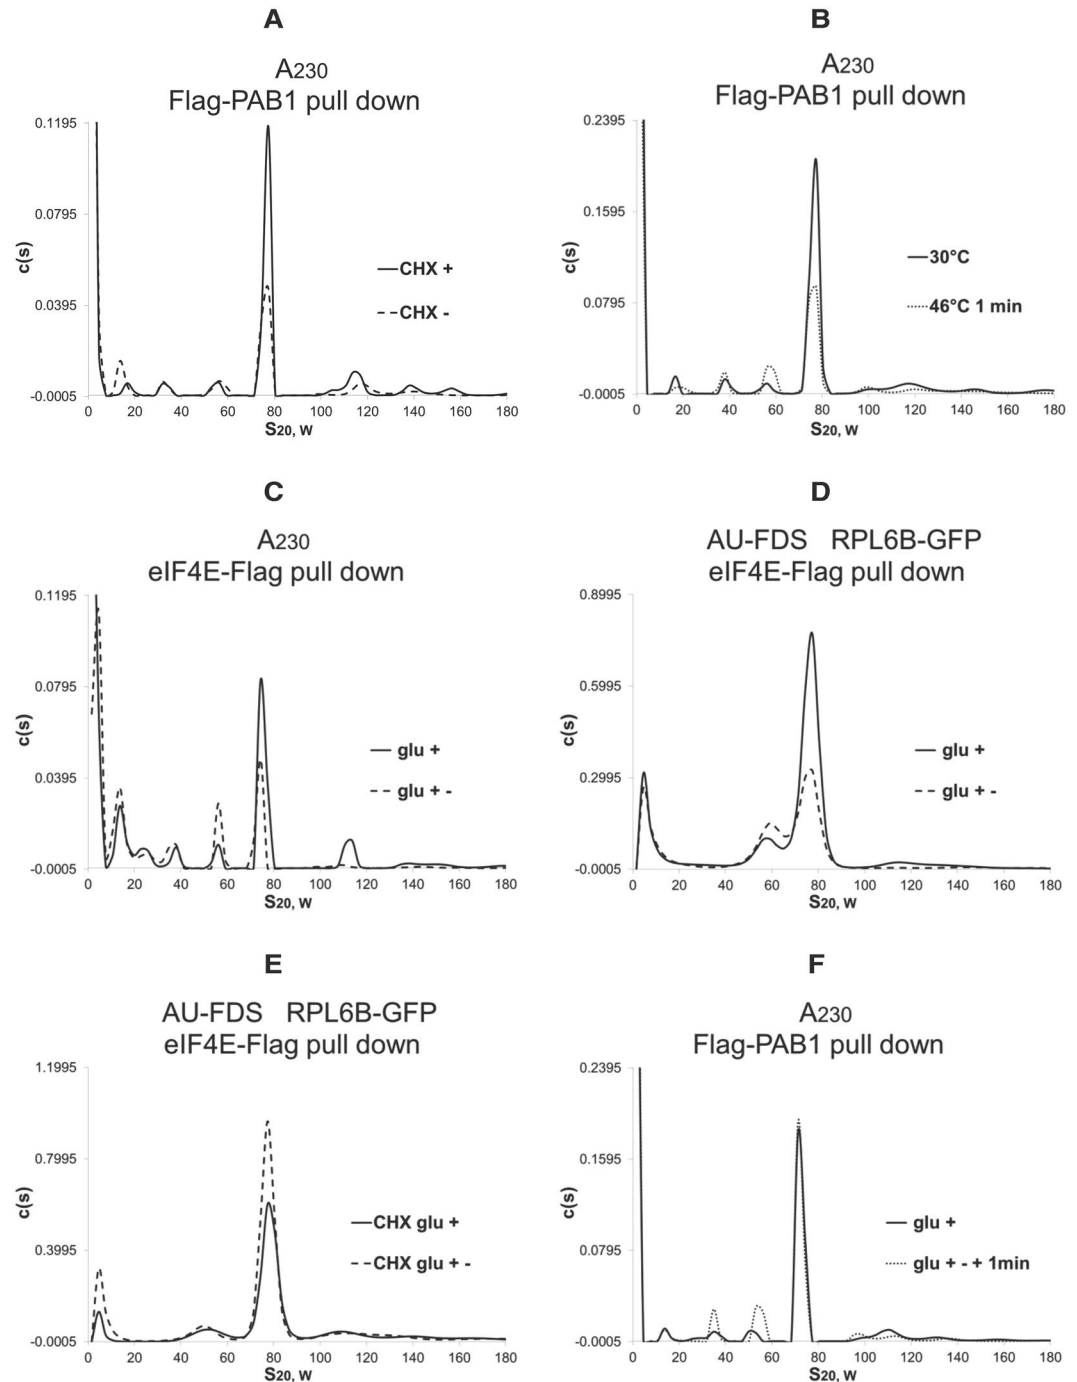 A
A230
Flag-PAB1 pull down
0.1195
0.0795
0.0395
-0.0005
c(s)
CHX +
CHX -
0 20 40 60 80 100 120 140 160 180
S20, W
B
A230
Flag-PAB1 pull down
0.2395
0.1595
0.0795
-0.0005
c(s)
30°C
46°C 1 min
0 20 40 60 80 100 120 140 160 180
S20, W
C
A230
eIF4E-Flag pull down
0.1195
0.0795
0.0395
-0.0005
c(s)
glu +
glu + -
0 20 40 60 80 100 120 140 160 180
S20, W
D
AU-FDS RPL6B-GFP
eIF4E-Flag pull down
0.8995
0.5995
0.2995
-0.0005
c(s)
glu +
glu + -
0 20 40 60 80 100 120 140 160 180
S20, W
E
AU-FDS RPL6B-GFP
eIF4E-Flag pull down
1.1995
0.7995
0.3995
-0.0005
c(s)
CHX glu +
CHX glu + -
0 20 40 60 80 100 120 140 160 180
S20, W
F
A230
Flag-PAB1 pull down
0.2395
0.1595
0.0795
-0.0005
c(s)
glu +
glu + - + 1min
0 20 40 60 80 100 120 140 160 180
S20, W